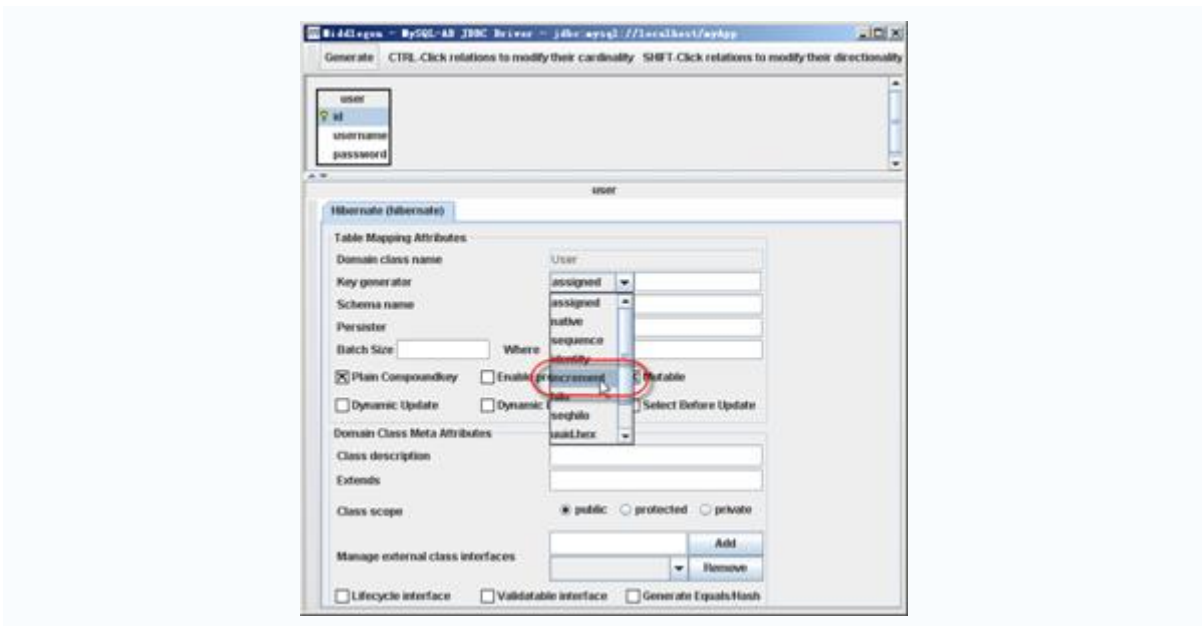 Middlegen - MySQL-AB JDBC Driver - jdbc:mysql://localhost/myApp
Generate CTRL-Click relations to modify their cardinality SHIFT-Click relations to modify their directionality
user
id
username
password
user
Hibernate (hibernate)
Table Mapping Attributes
Domain class name User
Key generator assigned
Schema name assigned
native
Persister
sequence
Batch Size Where
identity
Plain Compoundkey Enable increment Mutable
hilo
Dynamic Update Dynamic Select Before Update
seqhilo
Domain Class Meta Attributes uuid.hex
Class description
Extends
Class scope public protected private
Add
Manage external class interfaces
Remove
Lifecycle interface Validatable interface Generate Equals/Hash